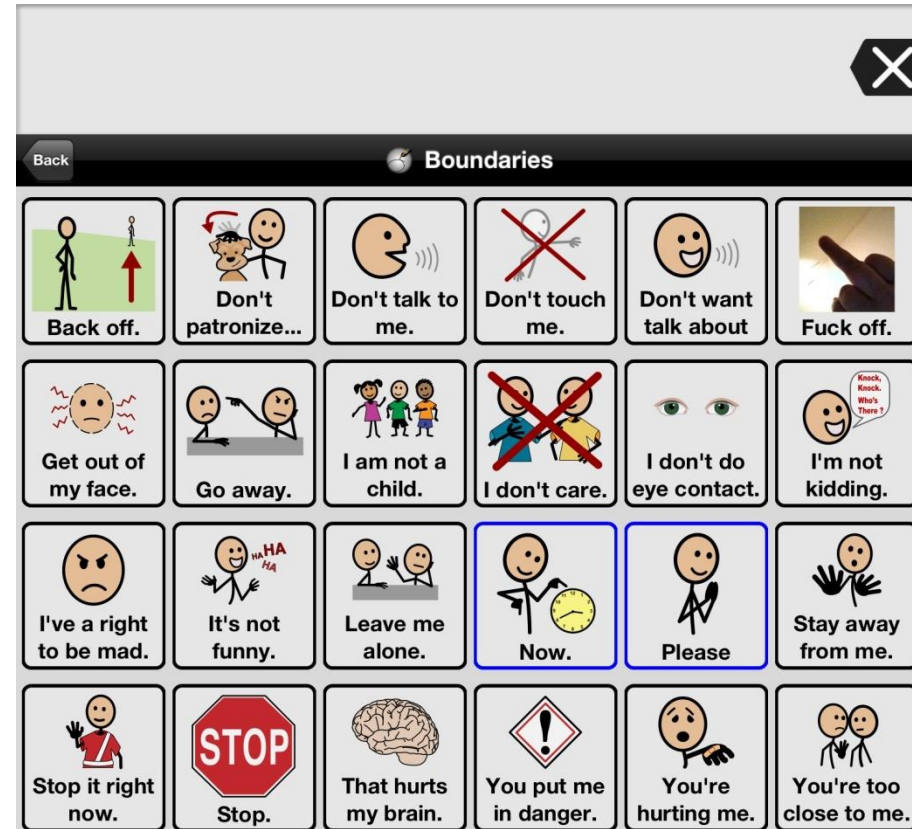 Back
Boundaries
Back off.
Don't
patronize...
Don't talk to
me.
Don't touch
me.
Don't want
talk about
Fuck off.
Get out of
my face.
Go away.
I am not a
child.
I don't care.
I don't do
eye contact.
Knock,
Knock.
Who's
There ?
I'm not
kidding.
I've a right
to be mad.
HA HA
HA
It's not
funny.
Leave me
alone.
Now.
Please
Stay away
from me.
Stop it right
now.
STOP
Stop.
That hurts
my brain.
You put me
in danger.
You're
hurting me.
You're too
close to me.